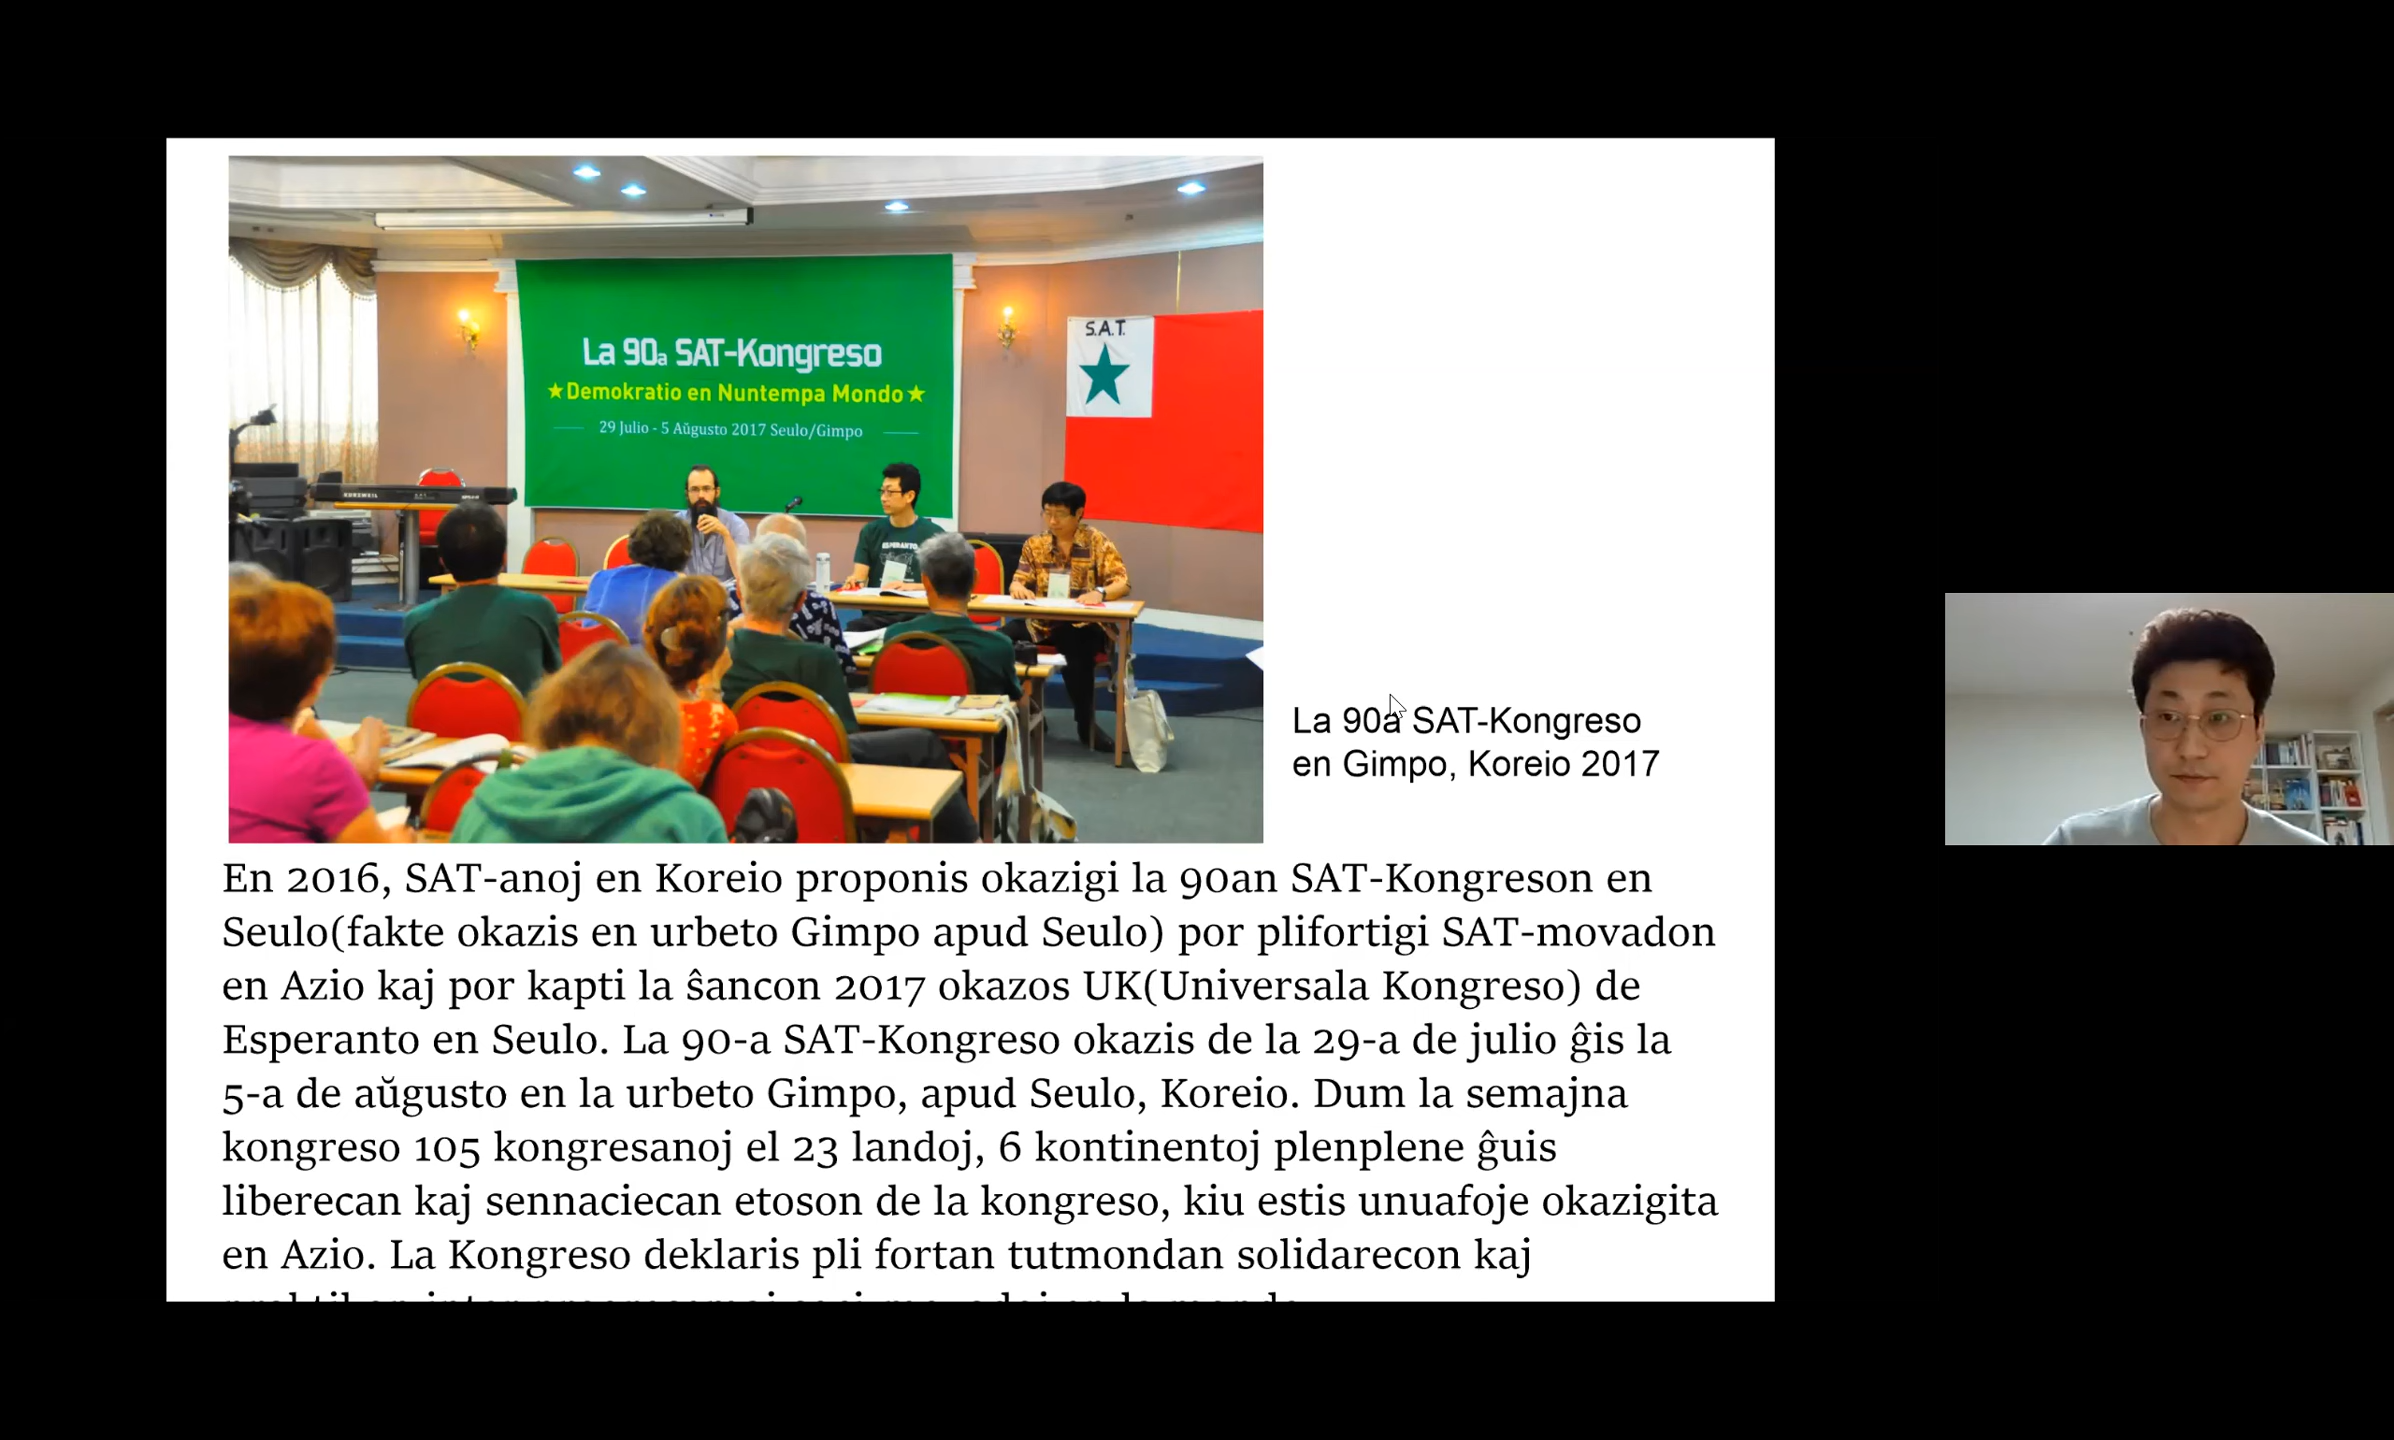 La 90a SAT-Kongreso
★Demokratio en Nuntempa Mondo★
29 Julio - 5 Aŭgusto 2017 Seulo/Gimpo
S.A.T.
KURZWEIL
ESPERANTO
La 90a SAT-Kongreso
en Gimpo, Koreio 2017
En 2016, SAT-anoj en Koreio proponis okazigi la 90an SAT-Kongreson en
Seulo(fakte okazis en urbeto Gimpo apud Seulo) por plifortigi SAT-movadon
en Azio kaj por kapti la ŝancon 2017 okazos UK(Universala Kongreso) de
Esperanto en Seulo. La 90-a SAT-Kongreso okazis de la 29-a de julio ĝis la
5-a de aŭgusto en la urbeto Gimpo, apud Seulo, Koreio. Dum la semajna
kongreso 105 kongresanoj el 23 landoj, 6 kontinentoj plenplene ĝuis
liberecan kaj sennaciecan etoson de la kongreso, kiu estis unuafoje okazigita
en Azio. La Kongreso deklaris pli fortan tutmondan solidarecon kaj